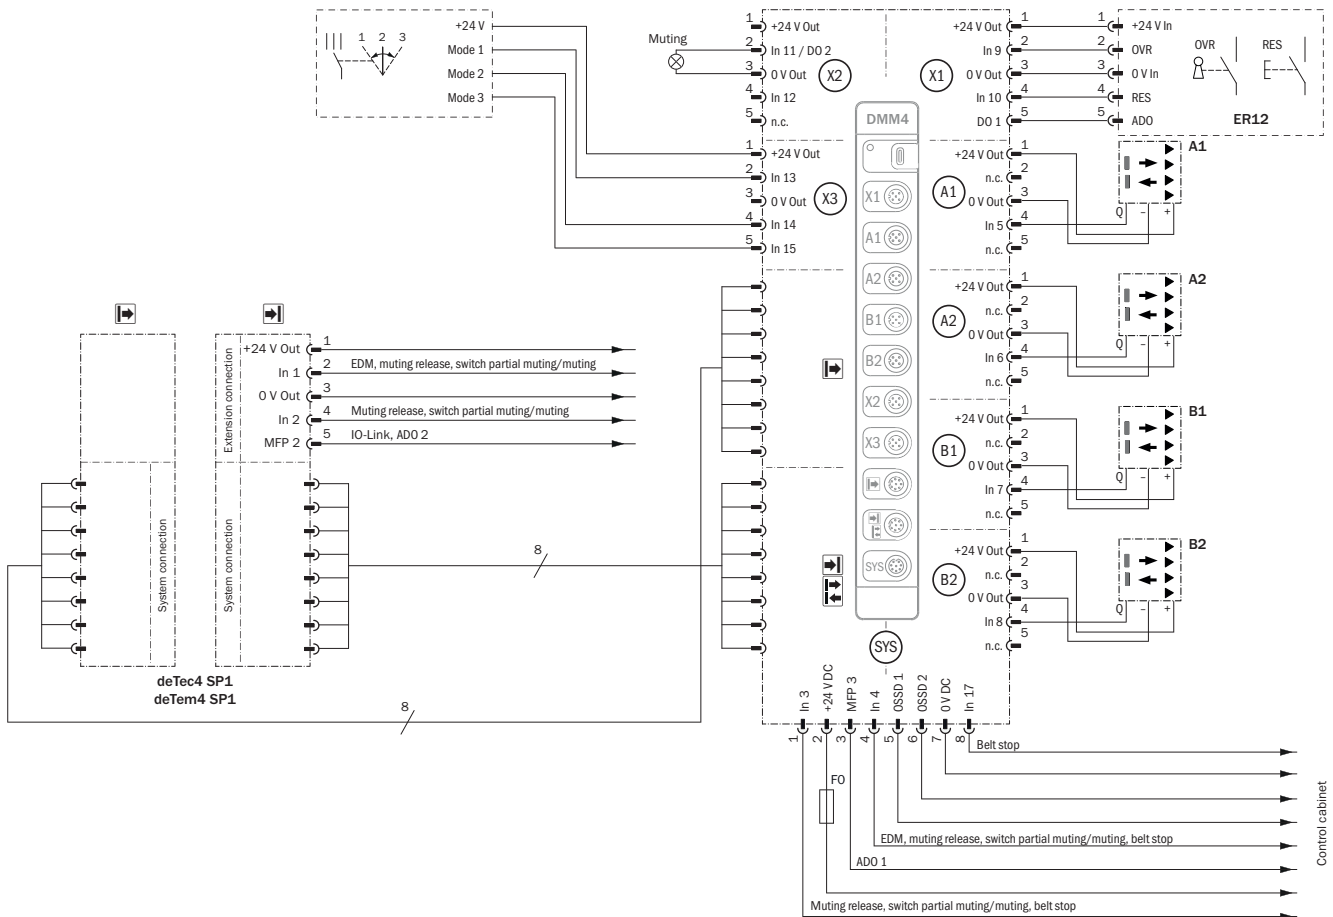 +24 V
Mode 1
Mode 2
Mode 3
1 2 3
Muting
1 +24 V Out
2 In 11 / DO 2
3 0 V Out
4 In 12
5 n.c.
X2
+24 V Out 1
In 9 2
0 V Out 3
In 10 4
DO 1 5
X1
1 +24 V In
2 OVR
3 0 V In
4 RES
5 ADO
OVR RES
ER12
1 +24 V Out
2 In 13
3 0 V Out
4 In 14
5 In 15
X3
DMM4
X1
A1
A2
B1
B2
X2
X3
SYS
+24 V Out 1
n.c. 2
0 V Out 3
In 5 4
n.c. 5
A1
A1
Q – +
+24 V Out 1
n.c. 2
0 V Out 3
In 6 4
n.c. 5
A2
A2
Q – +
+24 V Out 1
n.c. 2
0 V Out 3
In 7 4
n.c. 5
B1
B1
Q – +
+24 V Out 1
n.c. 2
0 V Out 3
In 8 4
n.c. 5
B2
B2
Q – +
Extension connection
+24 V Out 1
In 1 2 EDM, muting release, switch partial muting/muting
0 V Out 3
In 2 4 Muting release, switch partial muting/muting
MFP 2 5 IO-Link, ADO 2
System connection
System connection
8
deTec4 SP1
deTem4 SP1
8
SYS
In 3
+24 V DC
MFP 3
In 4
OSSD 1
OSSD 2
0 V DC
In 17
1 2 3 4 5 6 7 8
Belt stop
F0
EDM, muting release, switch partial muting/muting, belt stop
ADO 1
Muting release, switch partial muting/muting, belt stop
Control cabinet